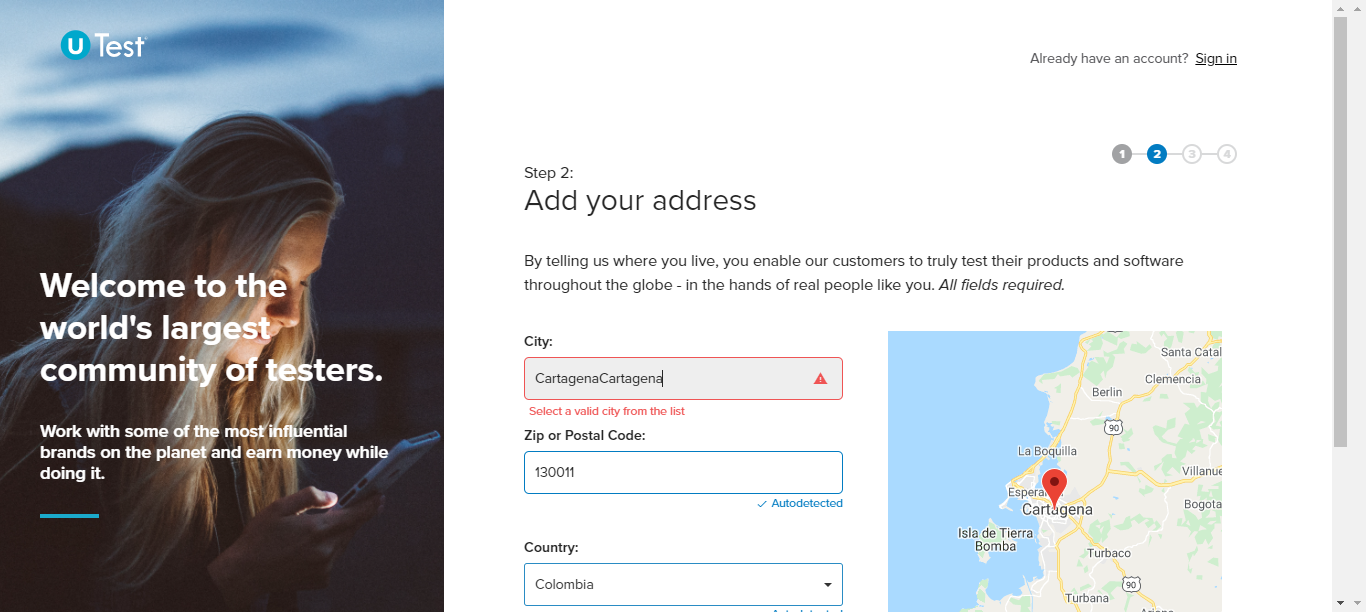 U Test
Already have an account? Sign in
1 2 3 4
Step 2:
Add your address
Welcome to the
world's largest
community of testers.
Work with some of the most influential
brands on the planet and earn money while
doing it.
By telling us where you live, you enable our customers to truly test their products and software
throughout the globe - in the hands of real people like you. All fields required.
City:
CartagenaCartagena
Select a valid city from the list
Zip or Postal Code:
130011
Autodetected
Country:
Colombia
Santa Catal
Clemencia
Berlin
90
La Boquilla
Villanue
Espera
Cartagena
Bogota
Isla de Tierra
Bomba
Turbaco
90
Turbana